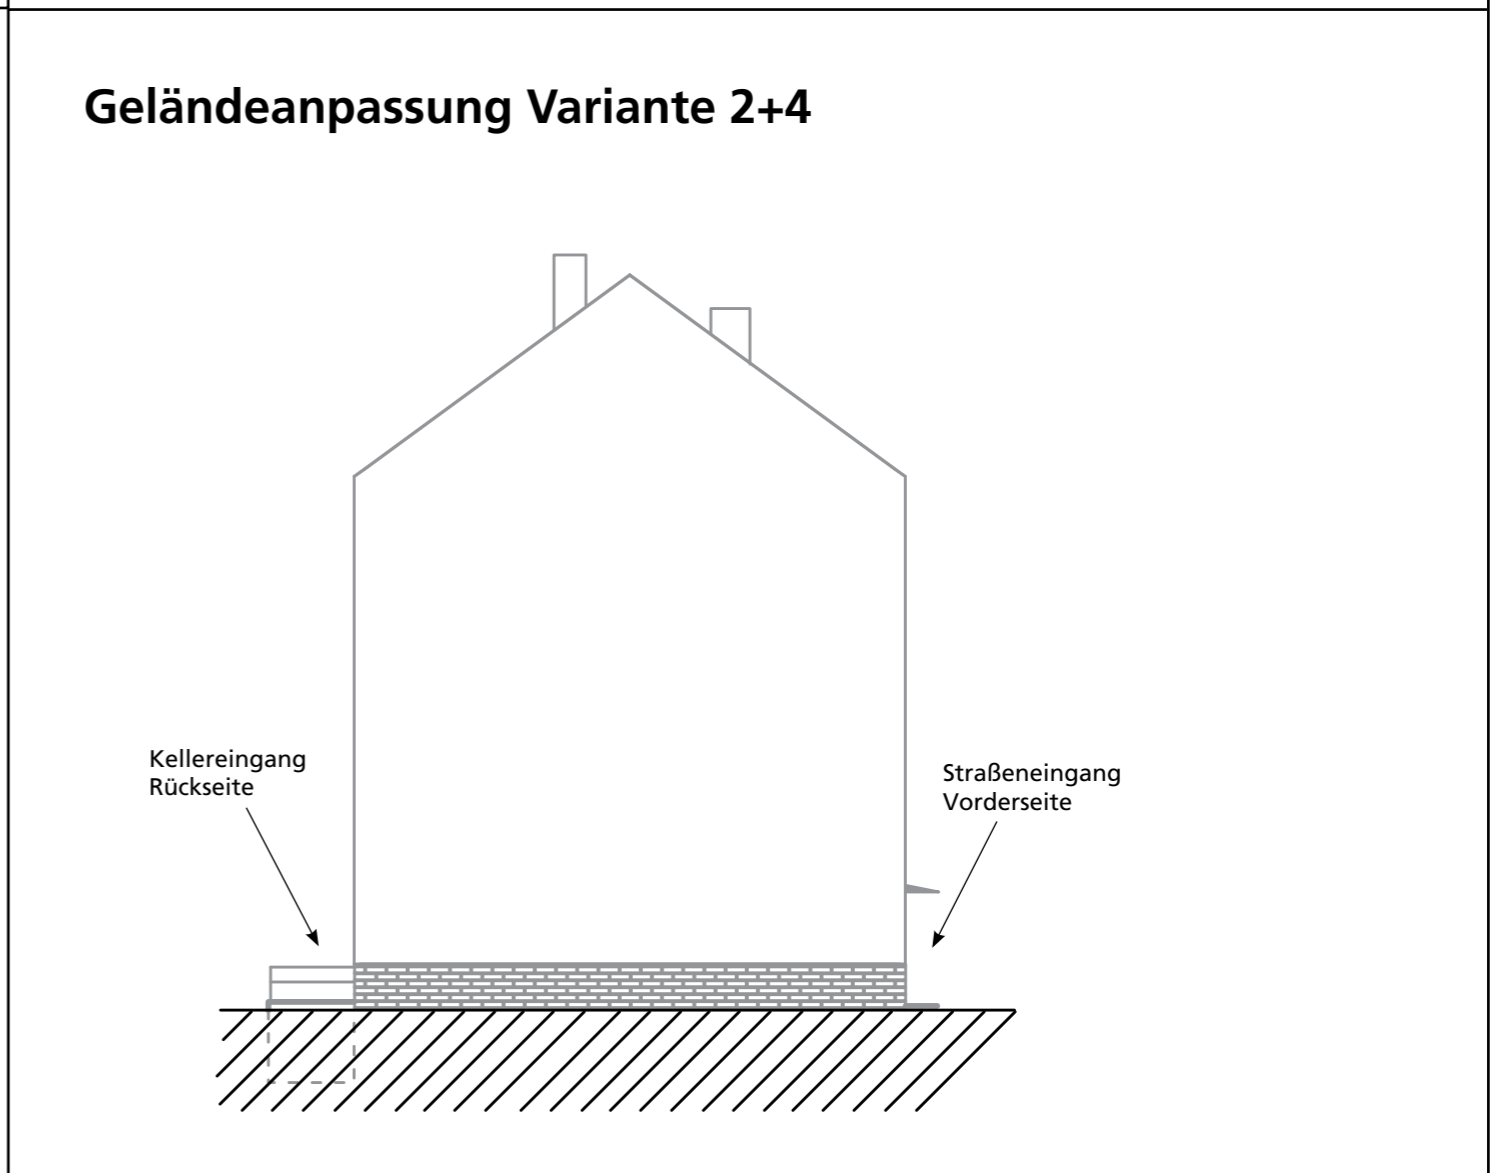 Geländeanpassung Variante 2+4
Kellereingang
Rückseite
Straßeneingang
Vorderseite